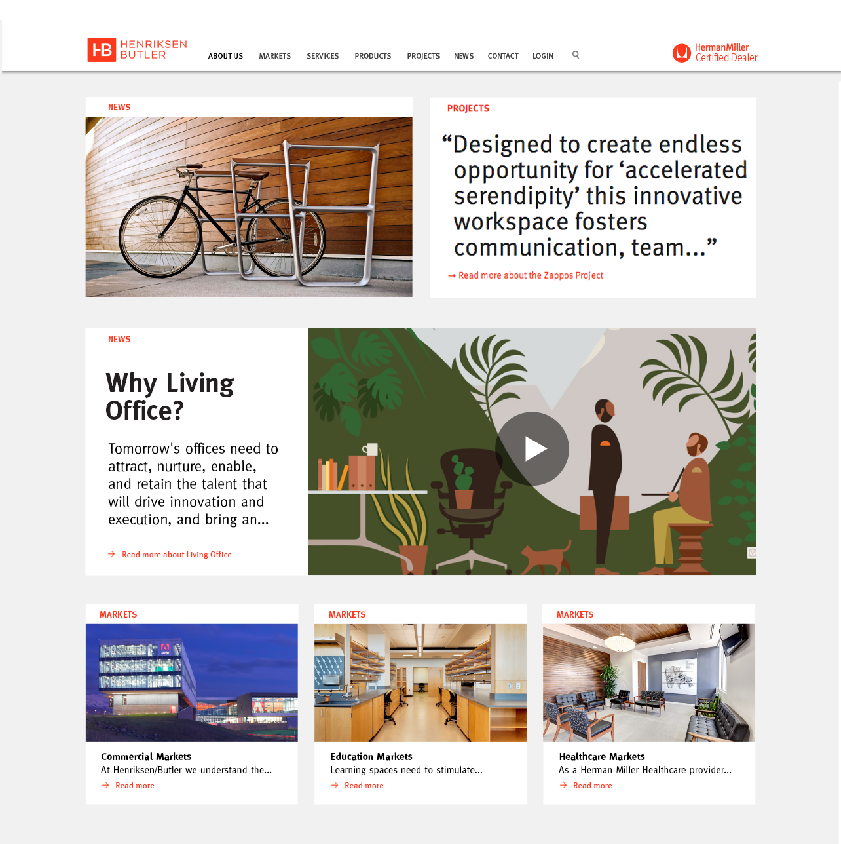 HB HENRIKSEN
BUTLER
ABOUT US MARKETS SERVICES PRODUCTS PROJECTS NEWS CONTACT LOGIN
HermanMiller
Certified Dealer
NEWS
PROJECTS
“Designed to create endless
opportunity for ‘accelerated
serendipity’ this innovative
workspace fosters
communication, team...”
→ Read more about the Zappos Project
NEWS
Why Living
Office?
Tomorrow's offices need to
attract, nurture, enable,
and retain the talent that
will drive innovation and
execution, and bring an...
→ Read more about Living Office
MARKETS
Commercial Markets
At Henriksen/Butler we understand the...
→ Read more
MARKETS
Education Markets
Learning spaces need to stimulate...
→ Read more
MARKETS
Healthcare Markets
As a Herman Miller Healthcare provider...
→ Read more